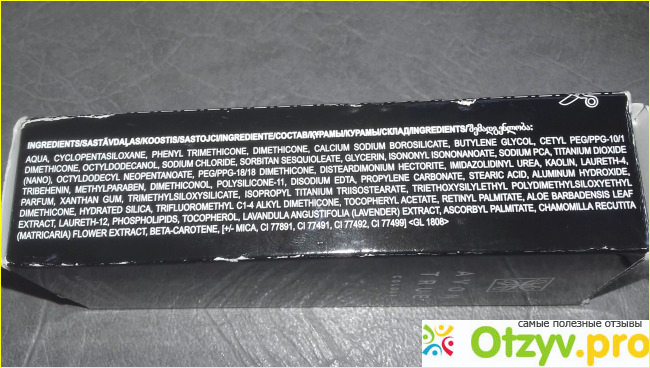 INGREDIENTS/SASTĀVDAĻAS/KOOSTIS/SASTOJCI/INGREDIENTE/СОСТАВ/ҚҰРАМЫ/КУРАМЫ/СКЛАД/INGREDIENTS/შემადგენლობა:
AQUA, CYCLOPENTASILOXANE, PHENYL TRIMETHICONE, DIMETHICONE, CALCIUM SODIUM BOROSILICATE, BUTYLENE GLYCOL, CETYL PEG/PPG-10/1
DIMETHICONE, OCTYLDODECANOL, SODIUM CHLORIDE, SORBITAN SESQUIOLEATE, GLYCERIN, ISONONYL ISONONANOATE, SODIUM PCA, TITANIUM DIOXIDE
(NANO), OCTYLDODECYL NEOPENTANOATE, PEG/PPG-18/18 DIMETHICONE, DISTEARDIMONIUM HECTORITE, IMIDAZOLIDINYL UREA, KAOLIN, LAURETH-4,
TRIBEHENIN, METHYLPARABEN, DIMETHICONOL, POLYSILICONE-11, DISODIUM EDTA, PROPYLENE CARBONATE, STEARIC ACID, ALUMINUM HYDROXIDE,
PARFUM, XANTHAN GUM, TRIMETHYLSILOXYSILICATE, ISOPROPYL TITANIUM TRIISOSTEARATE, TRIETHOXYSILYLETHYL POLYDIMETHYLSILOXYETHYL
DIMETHICONE, HYDRATED SILICA, TRIFLUROMETHYL C1-4 ALKYL DIMETHICONE, TOCOPHERYL ACETATE, RETINYL PALMITATE, ALOE BARBADENSIS LEAF
EXTRACT, LAURETH-12, PHOSPHOLIPIDS, TOCOPHEROL, LAVANDULA ANGUSTIFOLIA (LAVENDER) EXTRACT, ASCORBYL PALMITATE, CHAMOMILLA RECUTITA
(MATRICARIA) FLOWER EXTRACT, BETA-CAROTENE, [+/- MICA, CI 77891, CI 77491, CI 77492, CI 77499] <GL 1808>
самые полезные отзывы
Otzyv.pro